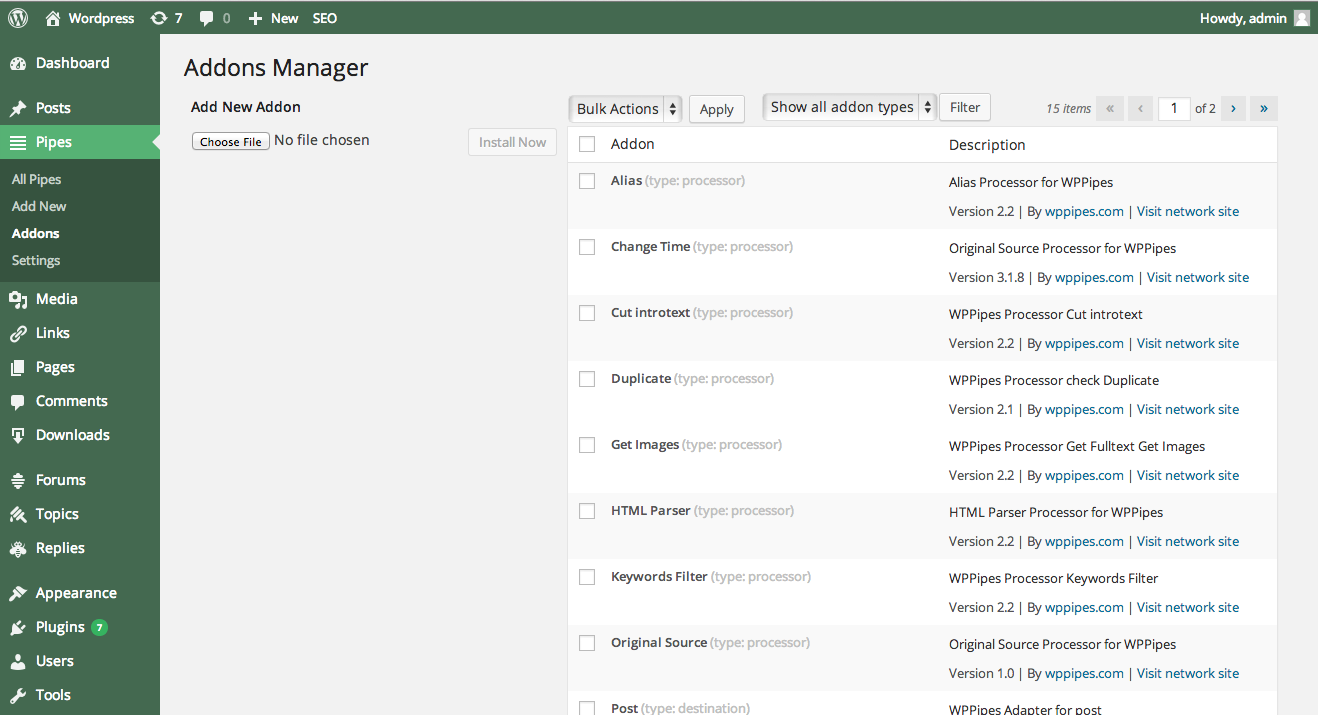 Wordpress 7 0 + New SEO Howdy, admin
Dashboard
Posts
Pipes
All Pipes
Add New
Addons
Settings
Media
Links
Pages
Comments
Downloads
Forums
Topics
Replies
Appearance
Plugins 7
Users
Tools
Addons Manager
Add New Addon
Choose File No file chosen Install Now
Bulk Actions Apply Show all addon types Filter 15 items « ‹ 1 of 2 › »
Addon Description
Alias (type: processor) Alias Processor for WPPipes
Version 2.2 | By wppipes.com | Visit network site
Change Time (type: processor) Original Source Processor for WPPipes
Version 3.1.8 | By wppipes.com | Visit network site
Cut introtext (type: processor) WPPipes Processor Cut introtext
Version 2.2 | By wppipes.com | Visit network site
Duplicate (type: processor) WPPipes Processor check Duplicate
Version 2.1 | By wppipes.com | Visit network site
Get Images (type: processor) WPPipes Processor Get Fulltext Get Images
Version 2.2 | By wppipes.com | Visit network site
HTML Parser (type: processor) HTML Parser Processor for WPPipes
Version 2.2 | By wppipes.com | Visit network site
Keywords Filter (type: processor) WPPipes Processor Keywords Filter
Version 2.2 | By wppipes.com | Visit network site
Original Source (type: processor) Original Source Processor for WPPipes
Version 1.0 | By wppipes.com | Visit network site
Post (type: destination) WPPipes Adapter for post